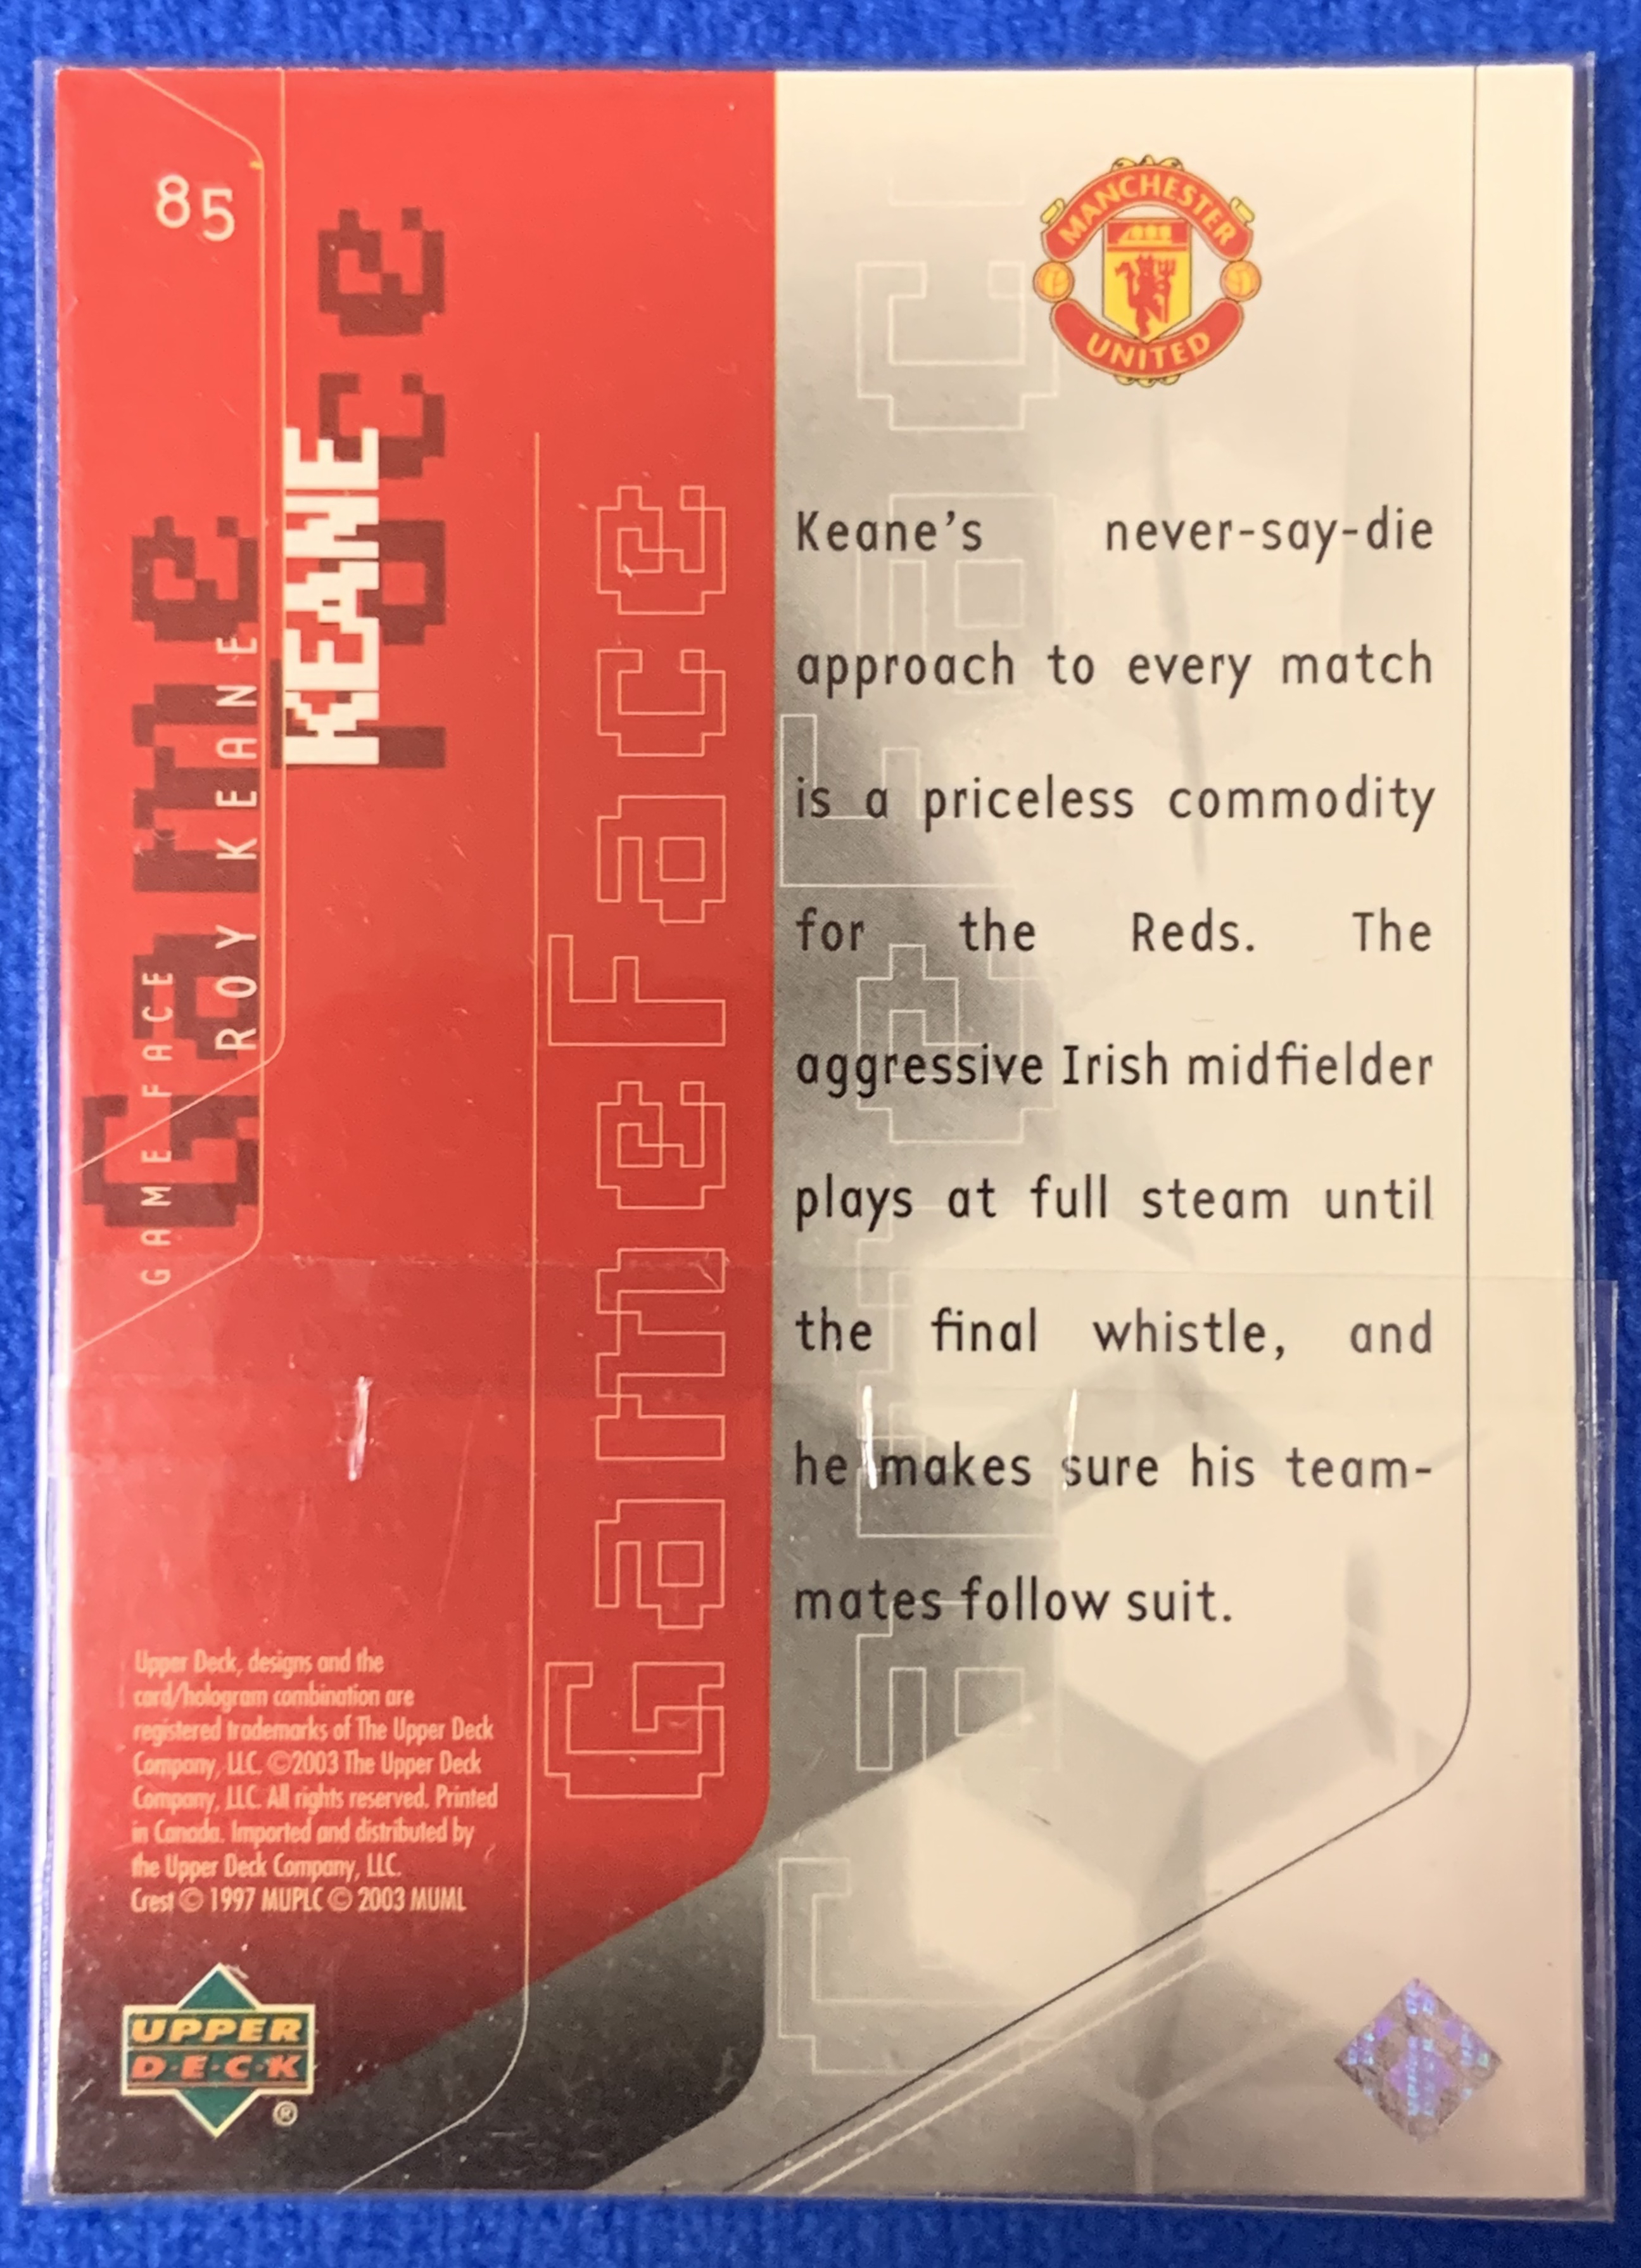 85
Game Face
KEANE
ROY KEANE
GAME FACE
Game Face
MANCHESTER
UNITED
Keane's never-say-die
approach to every match
is a priceless commodity
for the Reds. The
aggressive Irish midfielder
plays at full steam until
the final whistle, and
he makes sure his team-
mates follow suit.
Upper Deck, designs and the
card/hologram combination are
registered trademarks of The Upper Deck
Company, LLC. ©2003 The Upper Deck
Company, LLC. All rights reserved. Printed
in Canada. Imported and distributed by
the Upper Deck Company, LLC.
Crest © 1997 MUPLC © 2003 MUML
UPPER
D·E·C·K
®